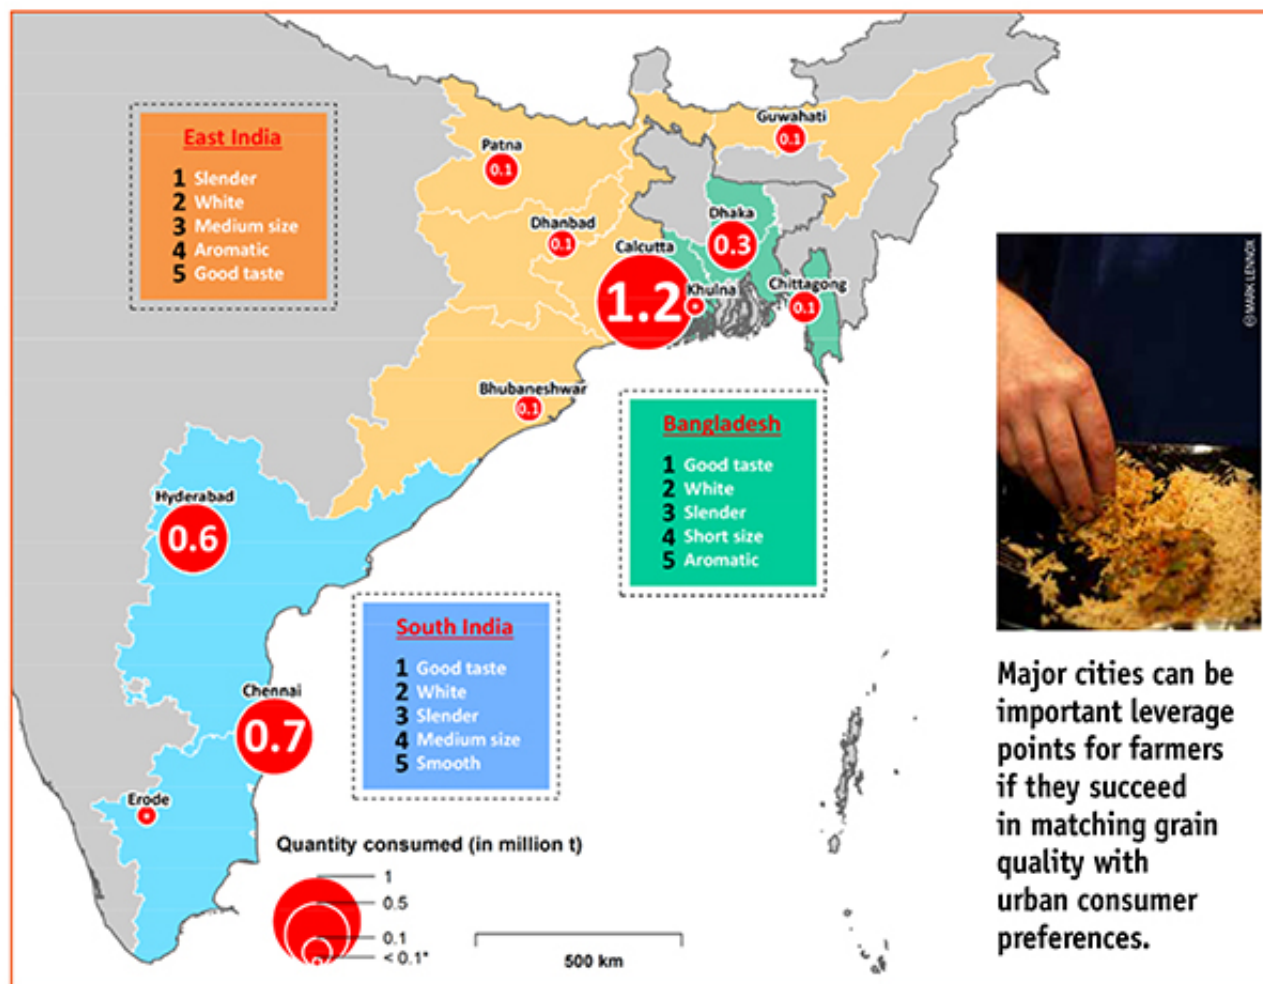 East India
1 Slender
2 White
3 Medium size
4 Aromatic
5 Good taste
Patna
0.1
Guwahati
0.1
Dhanbad
0.1
Dhaka
0.3
Calcutta
1.2
Khulna
*
Chittagong
0.1
Bhubaneshwar
0.1
Bangladesh
1 Good taste
2 White
3 Slender
4 Short size
5 Aromatic
Hyderabad
0.6
South India
1 Good taste
2 White
3 Slender
4 Medium size
5 Smooth
Chennai
0.7
Erode
*
Quantity consumed (in million t)
1
0.5
0.1
< 0.1*
500 km
© MARK LENNOX
Major cities can be
important leverage
points for farmers
if they succeed
in matching grain
quality with
urban consumer
preferences.